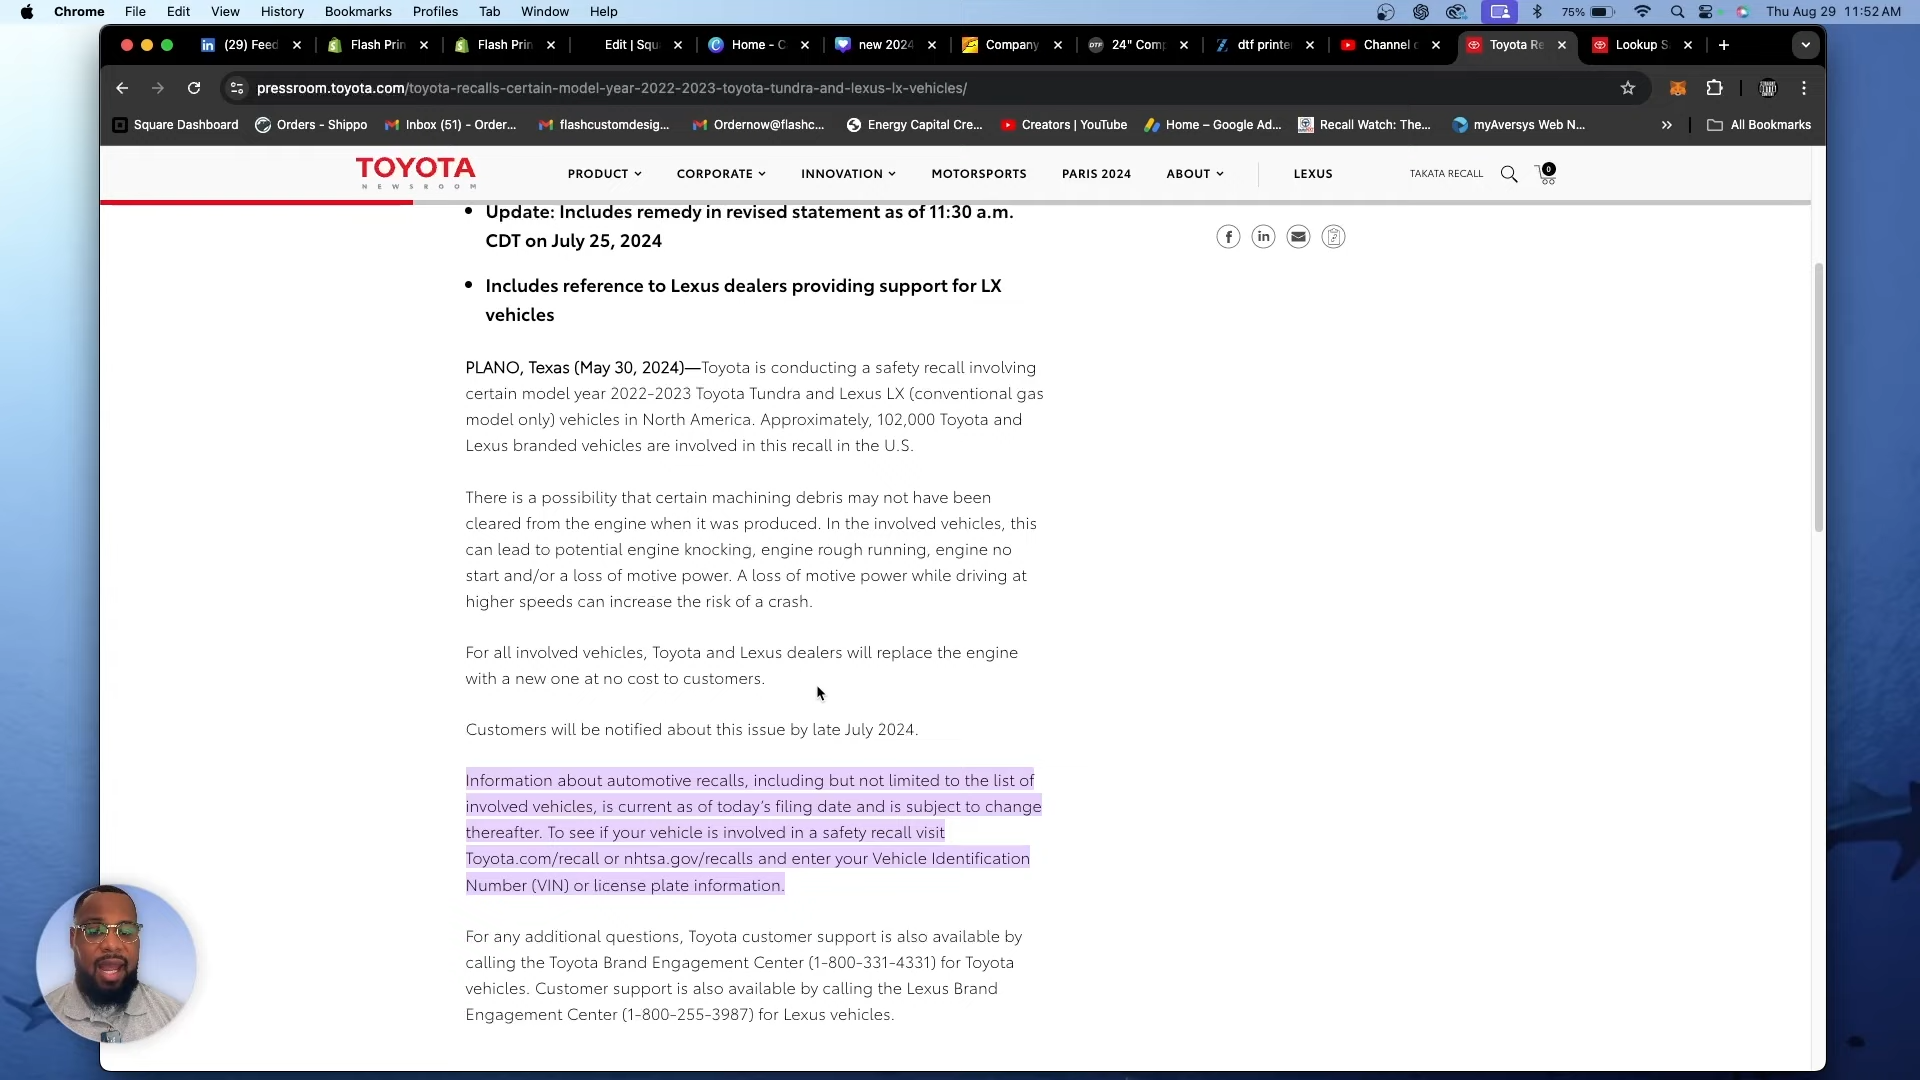 Chrome File Edit View History Bookmarks Profiles Tab Window Help 75% Thu Aug 29 11:52 AM
(29) Feed Flash Prin Flash Prin Edit | Squ Home - C new 2024 Company 24" Comp dtf printe Channel Toyota Re Lookup S
pressroom.toyota.com/toyota-recalls-certain-model-year-2022-2023-toyota-tundra-and-lexus-lx-vehicles/
Square Dashboard Orders - Shippo Inbox (51) - Order... flashcustomdesig... Ordernow@flashc... Energy Capital Cre... Creators | YouTube Home – Google Ad... Recall Watch: The... myAversys Web N... » All Bookmarks
TOYOTA
NEWSROOM
PRODUCT CORPORATE INNOVATION MOTORSPORTS PARIS 2024 ABOUT LEXUS TAKATA RECALL 0
• Update: Includes remedy in revised statement as of 11:30 a.m.
CDT on July 25, 2024
• Includes reference to Lexus dealers providing support for LX
vehicles
PLANO, Texas (May 30, 2024)—Toyota is conducting a safety recall involving
certain model year 2022-2023 Toyota Tundra and Lexus LX (conventional gas
model only) vehicles in North America. Approximately, 102,000 Toyota and
Lexus branded vehicles are involved in this recall in the U.S.
There is a possibility that certain machining debris may not have been
cleared from the engine when it was produced. In the involved vehicles, this
can lead to potential engine knocking, engine rough running, engine no
start and/or a loss of motive power. A loss of motive power while driving at
higher speeds can increase the risk of a crash.
For all involved vehicles, Toyota and Lexus dealers will replace the engine
with a new one at no cost to customers.
Customers will be notified about this issue by late July 2024.
Information about automotive recalls, including but not limited to the list of
involved vehicles, is current as of today's filing date and is subject to change
thereafter. To see if your vehicle is involved in a safety recall visit
Toyota.com/recall or nhtsa.gov/recalls and enter your Vehicle Identification
Number (VIN) or license plate information.
For any additional questions, Toyota customer support is also available by
calling the Toyota Brand Engagement Center (1-800-331-4331) for Toyota
vehicles. Customer support is also available by calling the Lexus Brand
Engagement Center (1-800-255-3987) for Lexus vehicles.